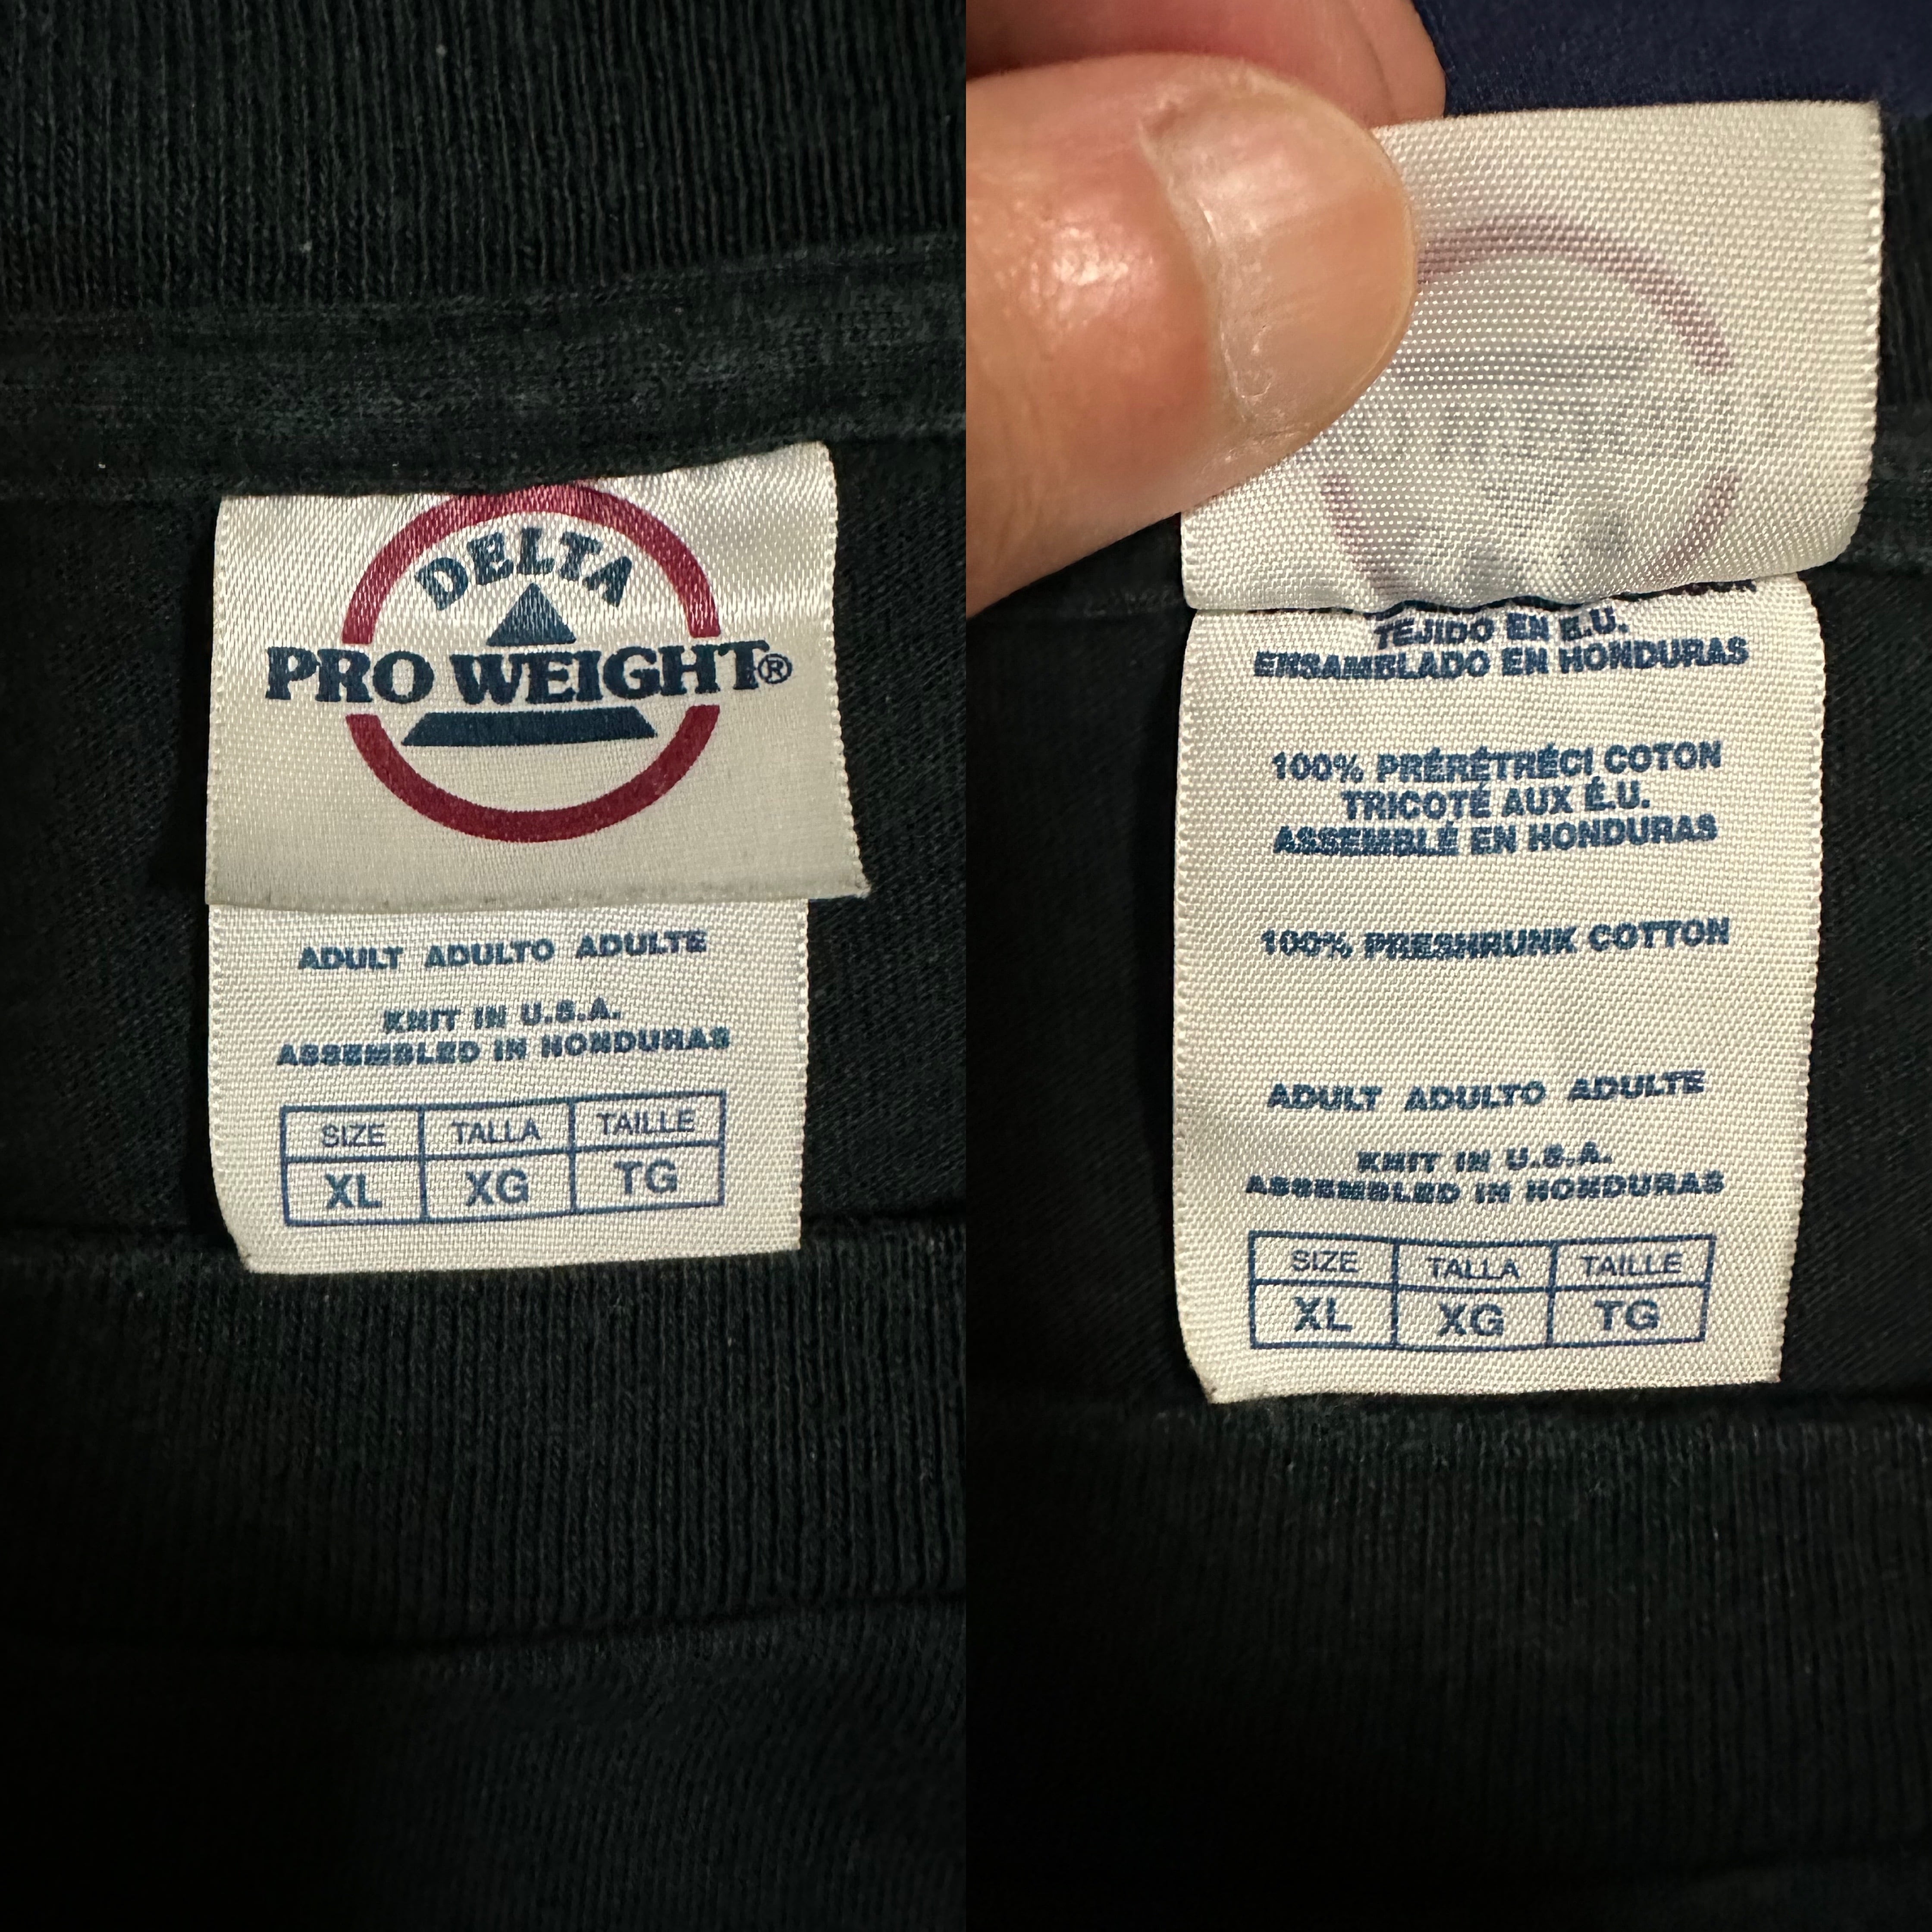 DELTA
PRO WEIGHT®
ADULT ADULTO ADULTE
KNIT IN U.S.A.
ASSEMBLED IN HONDURAS
SIZE TALLA TAILLE
XL XG TG
TEJIDO EN E.U.
ENSAMBLADO EN HONDURAS
100% PRÉRÉTRÉCI COTON
TRICOTÉ AUX É.U.
ASSEMBLÉ EN HONDURAS
100% PRESHRUNK COTTON
ADULT ADULTO ADULTE
KNIT IN U.S.A.
ASSEMBLED IN HONDURAS
SIZE TALLA TAILLE
XL XG TG